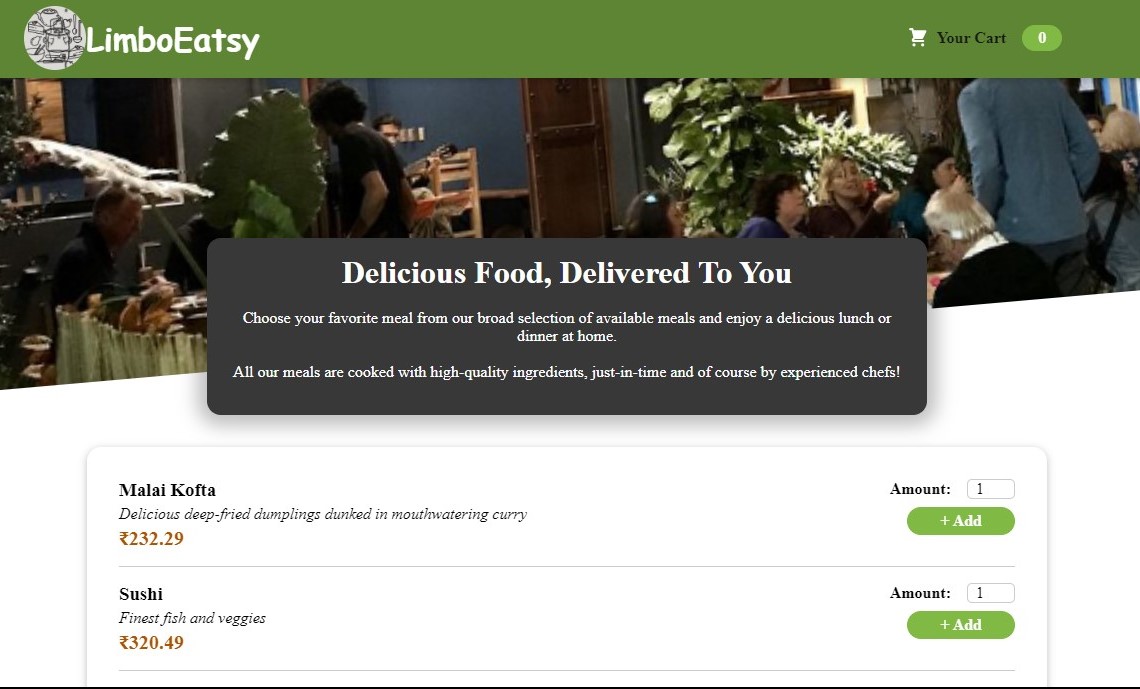 LimboEatsy
Your Cart 0
Delicious Food, Delivered To You
Choose your favorite meal from our broad selection of available meals and enjoy a delicious lunch or
dinner at home.
All our meals are cooked with high-quality ingredients, just-in-time and of course by experienced chefs!
Malai Kofta
Delicious deep-fried dumplings dunked in mouthwatering curry
₹232.29
Amount: 1
+ Add
Sushi
Finest fish and veggies
₹320.49
Amount: 1
+ Add